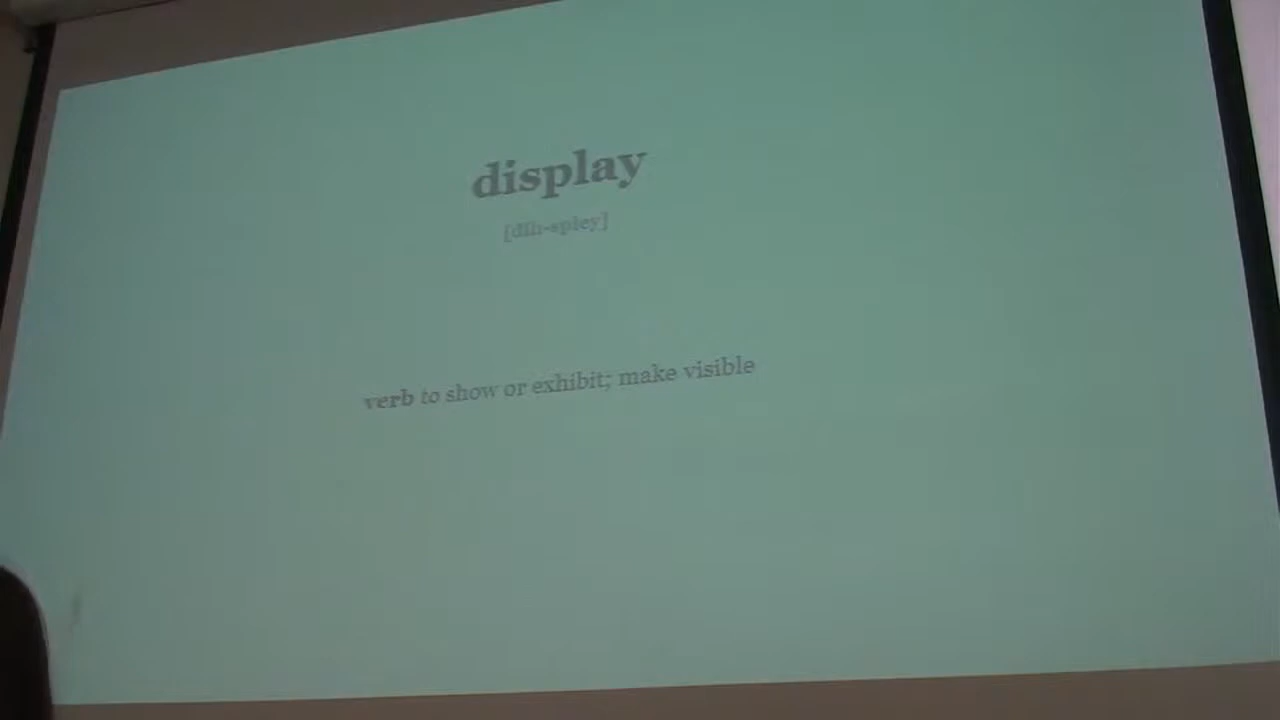 display
[dih-spley]
verb to show or exhibit; make visible